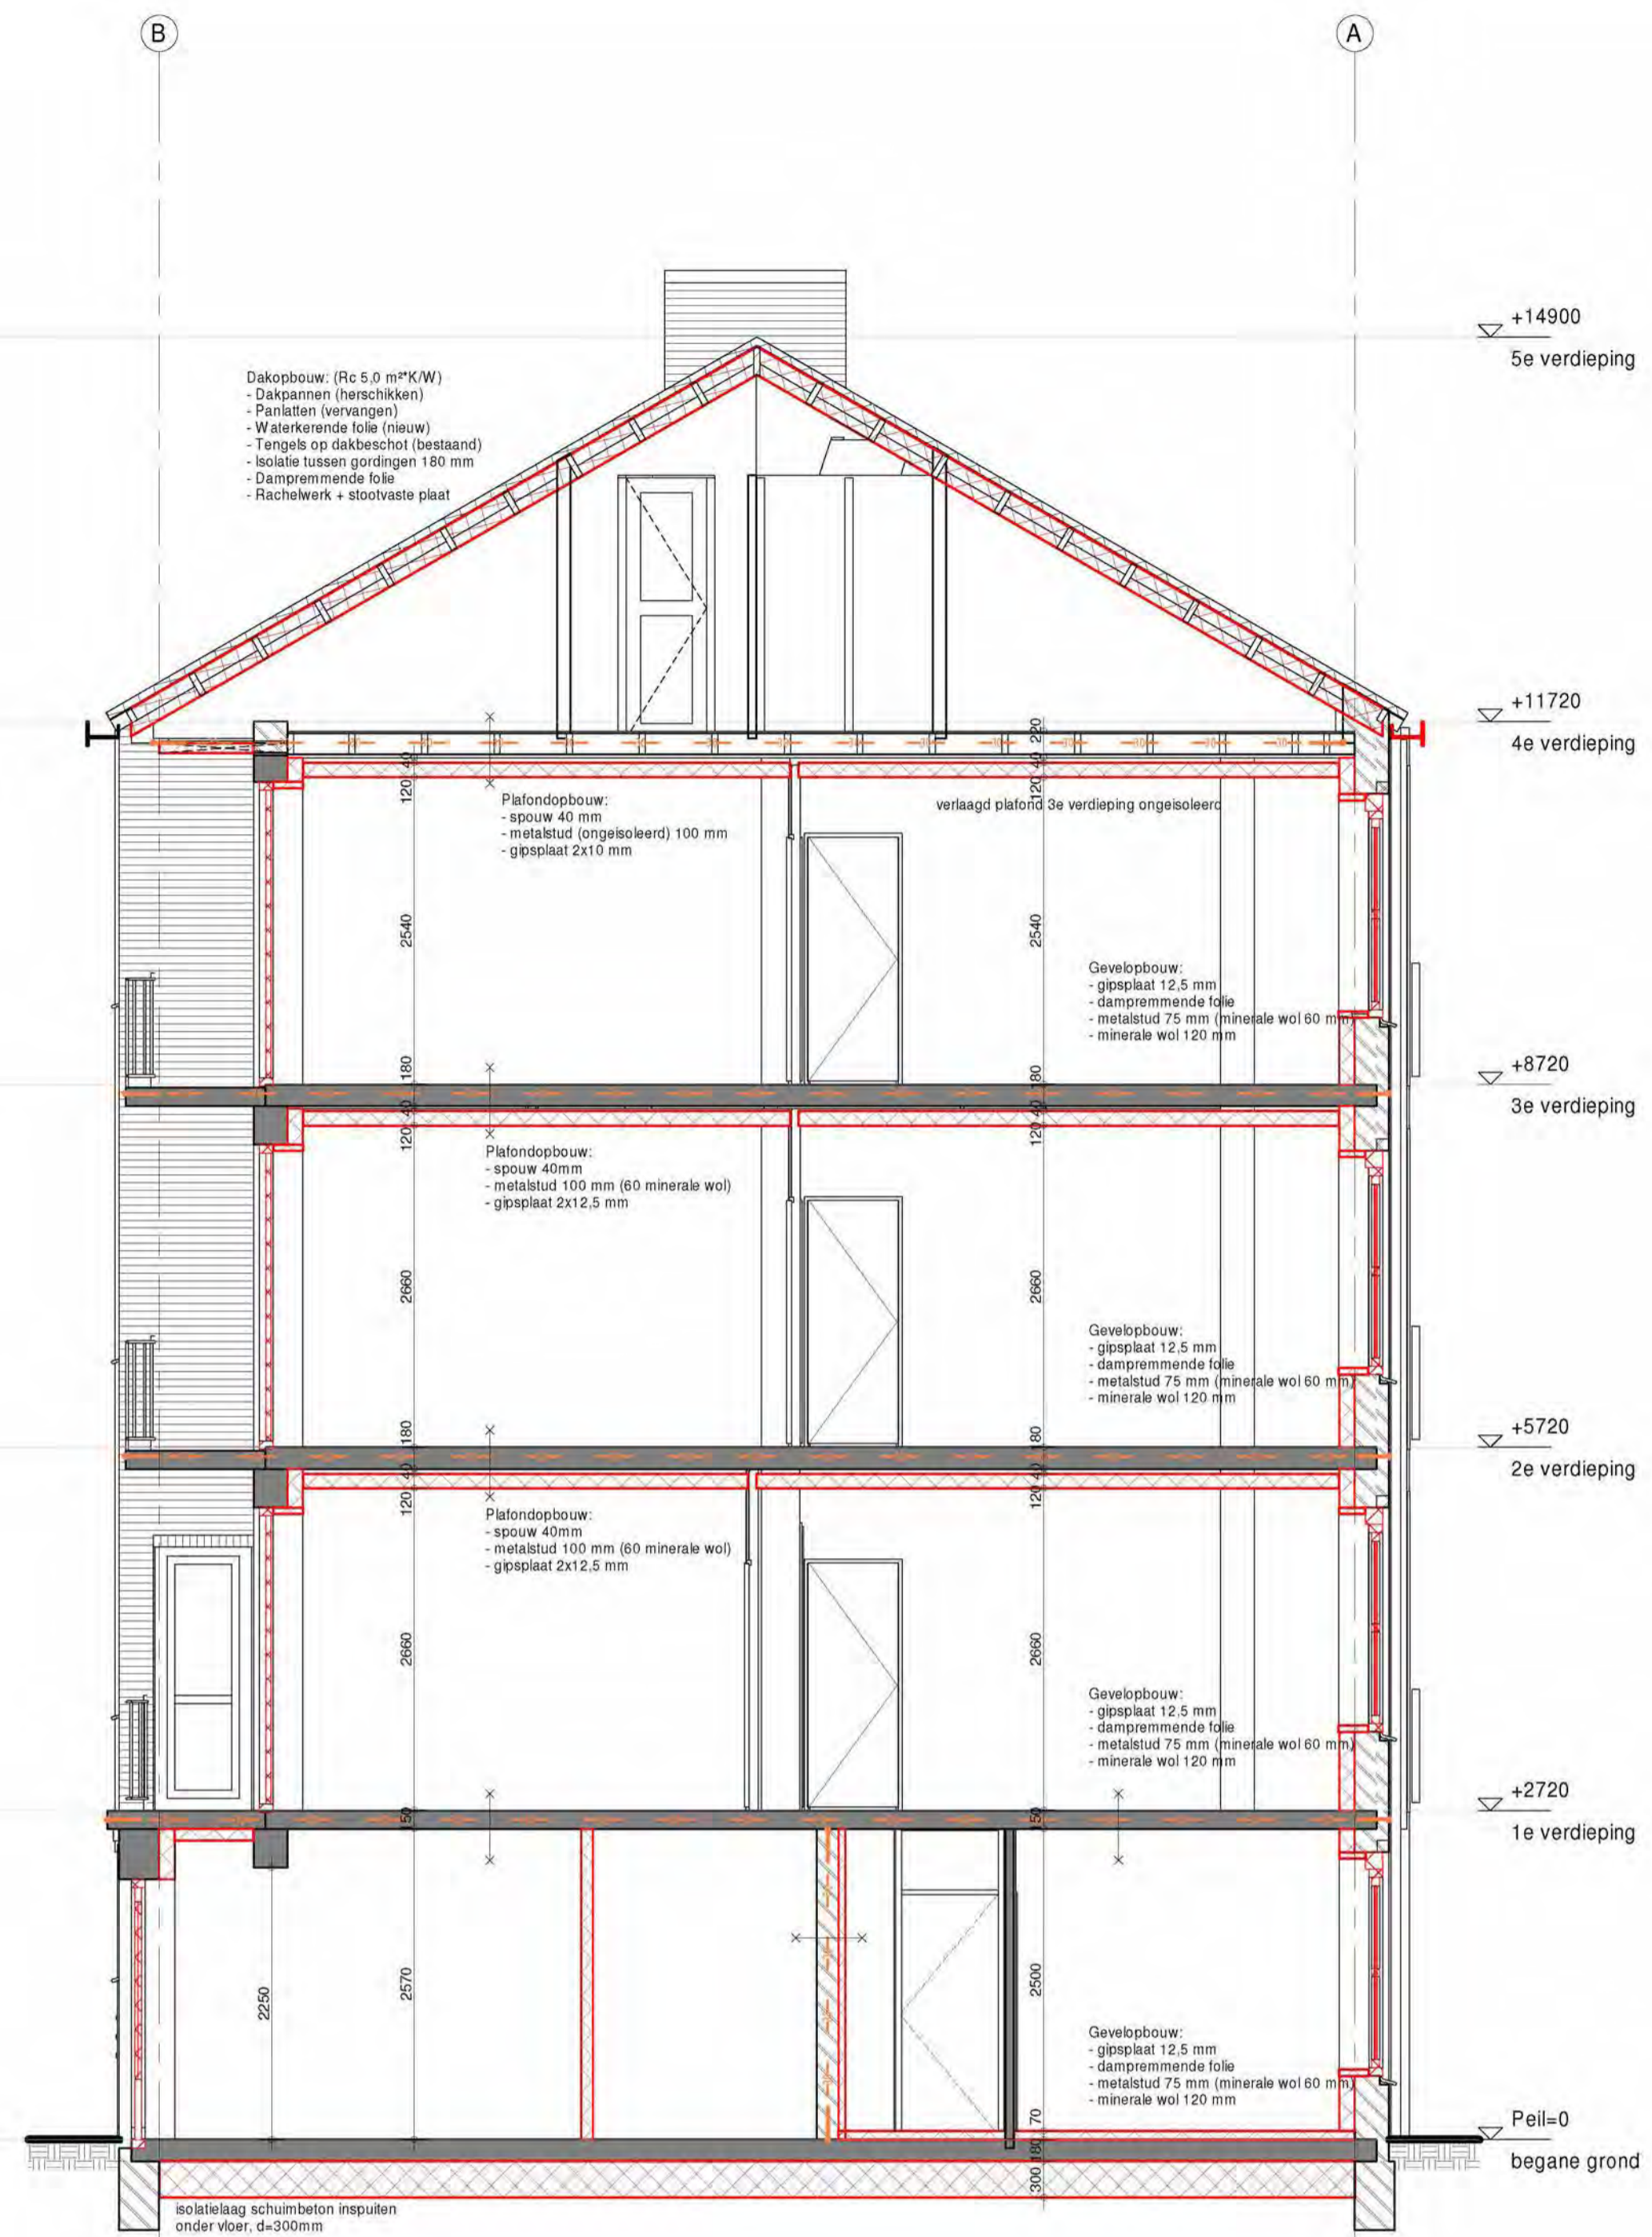 B
A
+14900
5e verdieping
Dakopbouw: (Rc 5,0 m²*K/W)
- Dakpannen (herschikken)
- Panlatten (vervangen)
- Waterkerende folie (nieuw)
- Tengels op dakbeschot (bestaand)
- Isolatie tussen gordingen 180 mm
- Dampremmende folie
- Rachelwerk + stootvaste plaat
+11720
4e verdieping
220
40
40
120
120
Plafondopbouw:
- spouw 40 mm
- metalstud (ongeisoleerd) 100 mm
- gipsplaat 2x10 mm
verlaagd plafond 3e verdieping ongeisoleerd
2540
2540
Gevelopbouw:
- gipsplaat 12,5 mm
- dampremmende folie
- metalstud 75 mm (minerale wol 60 mm)
- minerale wol 120 mm
+8720
3e verdieping
180
180
40
40
120
120
Plafondopbouw:
- spouw 40mm
- metalstud 100 mm (60 minerale wol)
- gipsplaat 2x12,5 mm
2660
2660
Gevelopbouw:
- gipsplaat 12,5 mm
- dampremmende folie
- metalstud 75 mm (minerale wol 60 mm)
- minerale wol 120 mm
+5720
2e verdieping
180
180
40
40
120
120
Plafondopbouw:
- spouw 40mm
- metalstud 100 mm (60 minerale wol)
- gipsplaat 2x12,5 mm
2660
2660
Gevelopbouw:
- gipsplaat 12,5 mm
- dampremmende folie
- metalstud 75 mm (minerale wol 60 mm)
- minerale wol 120 mm
+2720
1e verdieping
150
150
2250
2570
2500
Gevelopbouw:
- gipsplaat 12,5 mm
- dampremmende folie
- metalstud 75 mm (minerale wol 60 mm)
- minerale wol 120 mm
70
180
300
Peil=0
begane grond
isolatielaag schuimbeton inspuiten
onder vloer, d=300mm